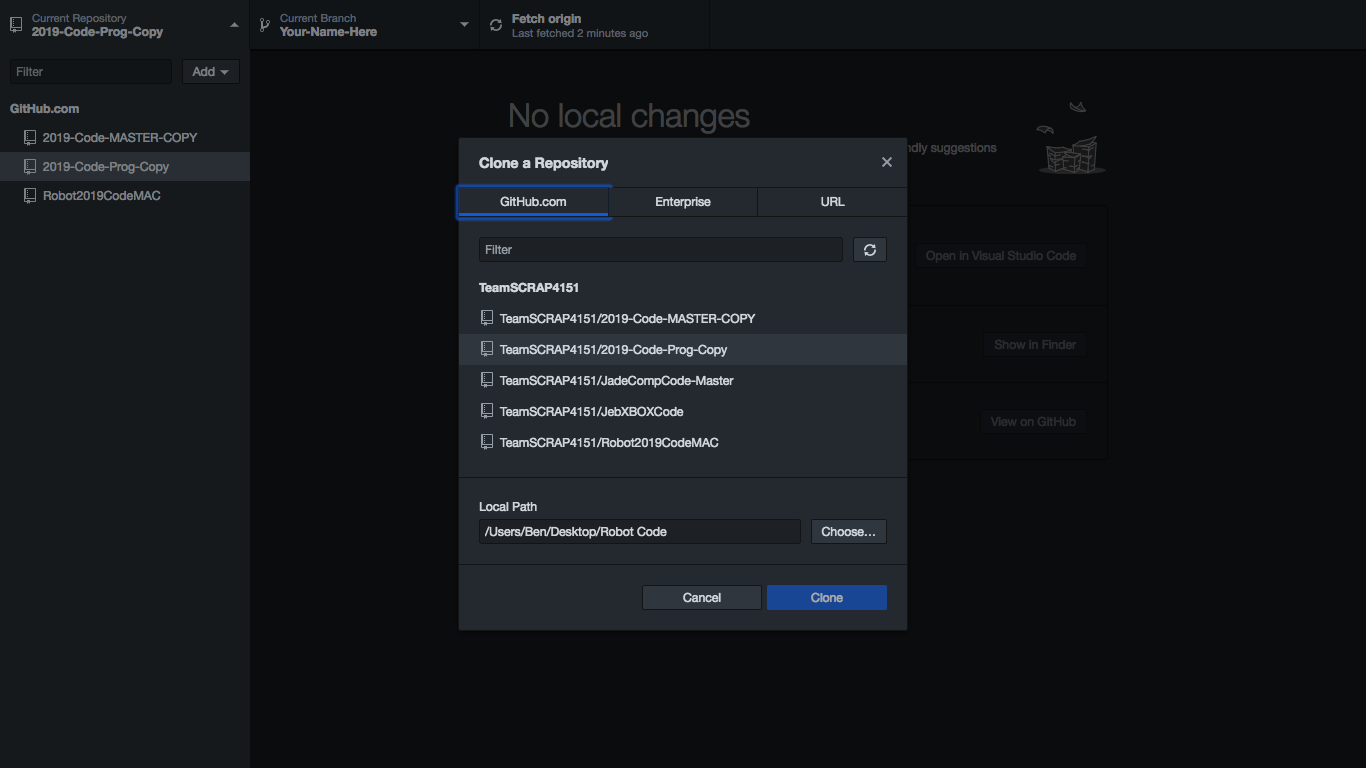 Current Repository
2019-Code-Prog-Copy
Current Branch
Your-Name-Here
Fetch origin
Last fetched 2 minutes ago
Filter
Add
GitHub.com
2019-Code-MASTER-COPY
2019-Code-Prog-Copy
Robot2019CodeMAC
No local changes
ndly suggestions
Open in Visual Studio Code
Show in Finder
View on GitHub
Clone a Repository
GitHub.com
Enterprise
URL
Filter
TeamSCRAP4151
TeamSCRAP4151/2019-Code-MASTER-COPY
TeamSCRAP4151/2019-Code-Prog-Copy
TeamSCRAP4151/JadeCompCode-Master
TeamSCRAP4151/JebXBOXCode
TeamSCRAP4151/Robot2019CodeMAC
Local Path
/Users/Ben/Desktop/Robot Code
Choose...
Cancel
Clone